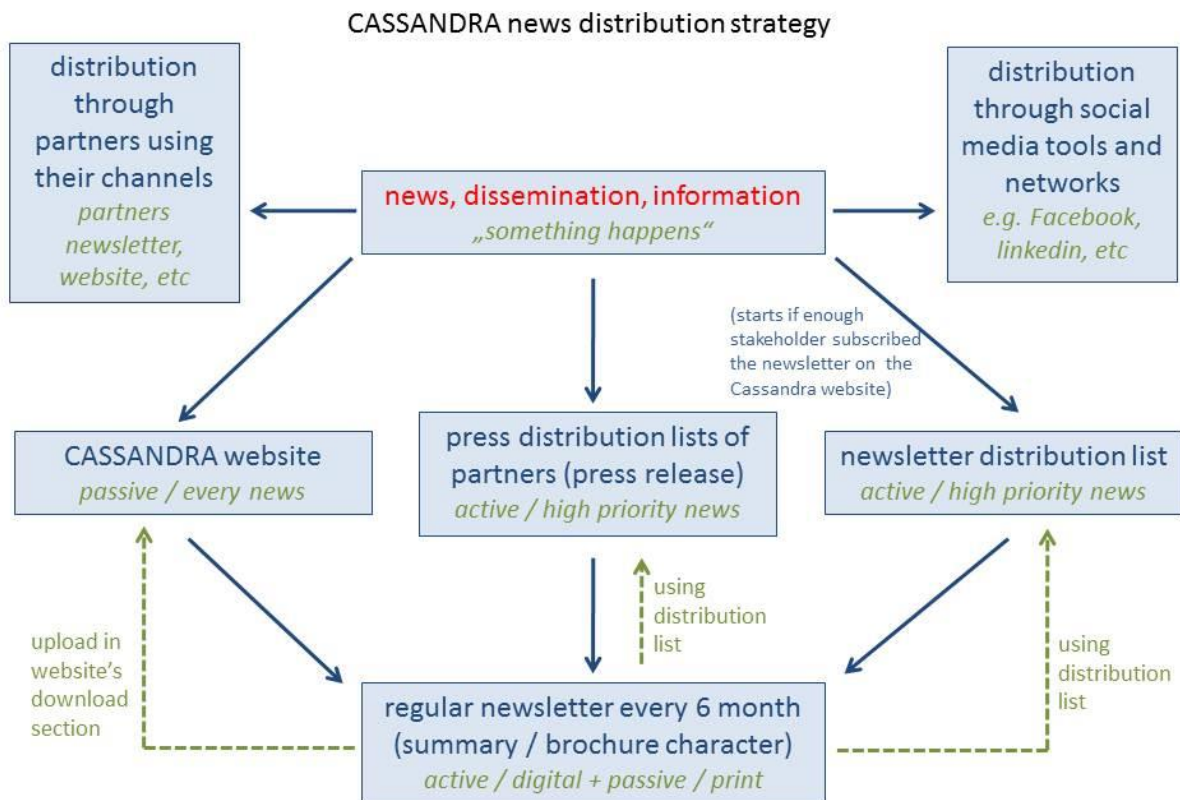 CASSANDRA news distribution strategy
distribution
through
partners using
their channels
partners
newsletter,
website, etc
news, dissemination, information
„something happens“
distribution
through social
media tools and
networks
e.g. Facebook,
linkedin, etc
(starts if enough
stakeholder subscribed
the newsletter on the
Cassandra website)
CASSANDRA website
passive / every news
press distribution lists of
partners (press release)
active / high priority news
newsletter distribution list
active / high priority news
upload in
website’s
download
section
using
distribution
list
using
distribution
list
regular newsletter every 6 month
(summary / brochure character)
active / digital + passive / print